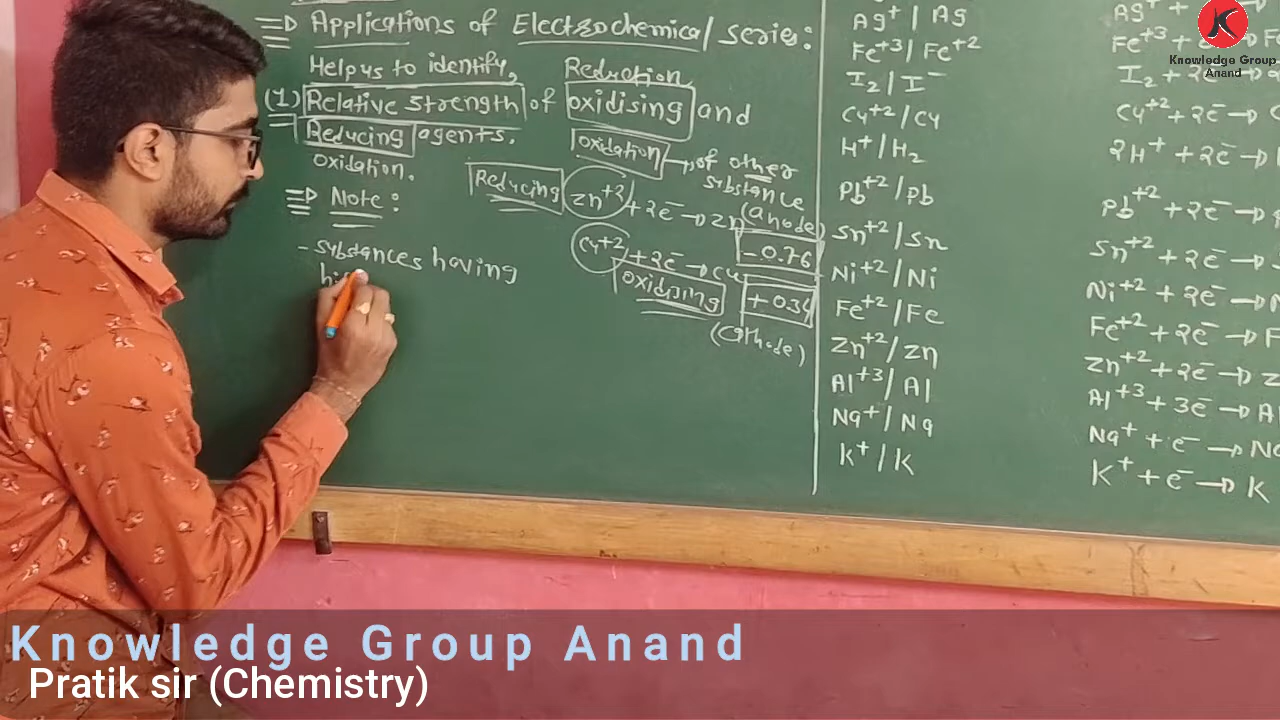 ⇒ Applications of Electrochemical series:
Help us to identify,
Reduction
(1) Relative strength of oxidising and
Reducing agents.
oxidation → of other substance
oxidation.
⇒ Note:
Reducing Zn+2 + 2e- → Zn (anode)
-0.76
Cu+2 + 2e- → Cu
oxidising +0.34
(Cathode)
- substances having
Ag+ / Ag
Fe+3 / Fe+2
I2 / I-
Cu+2 / Cu
H+ / H2
Pb+2 / Pb
Sn+2 / Sn
Ni+2 / Ni
Fe+2 / Fe
Zn+2 / Zn
Al+3 / Al
Na+ / Na
K+ / K
Ag+ +
Fe+3 +
I2 + 2e- →
Cu+2 + 2e- →
2H+ + 2e- →
Pb+2 + 2e- →
Sn+2 + 2e- →
Ni+2 + 2e- →
Fe+2 + 2e- → F
Zn+2 + 2e- → Z
Al+3 + 3e- → Al
Na+ + e- → Na
K+ + e- → K
K
Knowledge Group
Anand
Knowledge Group Anand
Pratik sir (Chemistry)